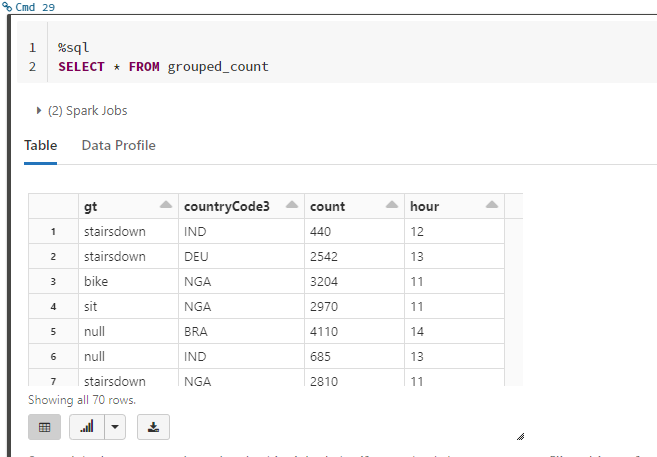 Cmd 29
1 %sql
2 SELECT * FROM grouped_count
(2) Spark Jobs
Table Data Profile
gt countryCode3 count hour
1 stairsdown IND 440 12
2 stairsdown DEU 2542 13
3 bike NGA 3204 11
4 sit NGA 2970 11
5 null BRA 4110 14
6 null IND 685 13
7 stairsdown NGA 2810 11
Showing all 70 rows.